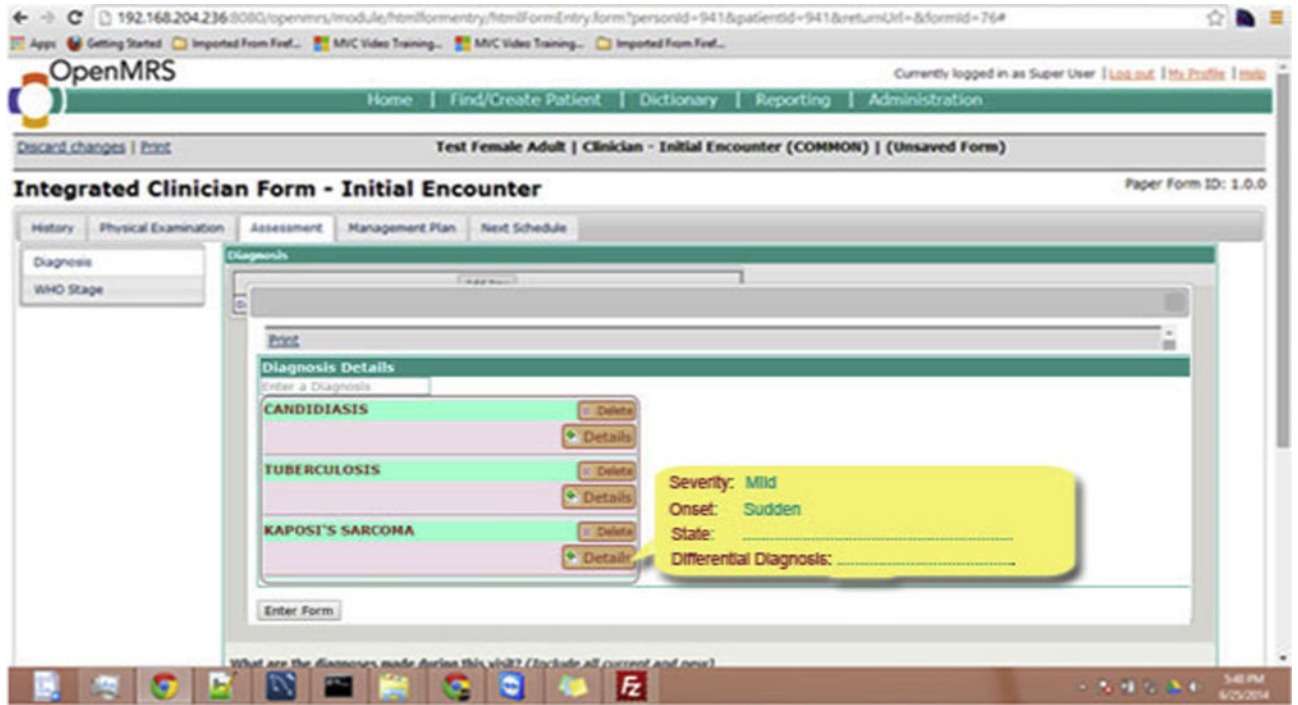 192.168.204.236:8080/openmrs/module/htmlformentry/htmlFormEntry.form?personId=941&patientId=941&returnUrl=&formId=76#
Apps Getting Started Imported From Firef... MVC Video Training... MVC Video Training... Imported From Firef...
OpenMRS
Currently logged in as Super User | Log out | My Profile | Help
Home | Find/Create Patient | Dictionary | Reporting | Administration
Discard changes | Print
Test Female Adult | Clinician - Initial Encounter (COMMON) | (Unsaved Form)
Integrated Clinician Form - Initial Encounter
Paper Form ID: 1.0.0
History Physical Examination Assessment Management Plan Next Schedule
Diagnosis
WHO Stage
Diagnosis
Print
Diagnosis Details
Enter a Diagnosis
CANDIDIASIS Delete
Details
TUBERCULOSIS Delete
Details
KAPOSI'S SARCOMA Delete
Details
Severity: Mild
Onset: Sudden
State:
Differential Diagnosis:
Enter Form
What are the diagnoses made during this visit? (Include all current and new)
Fz
5:48 PM
6/25/2014